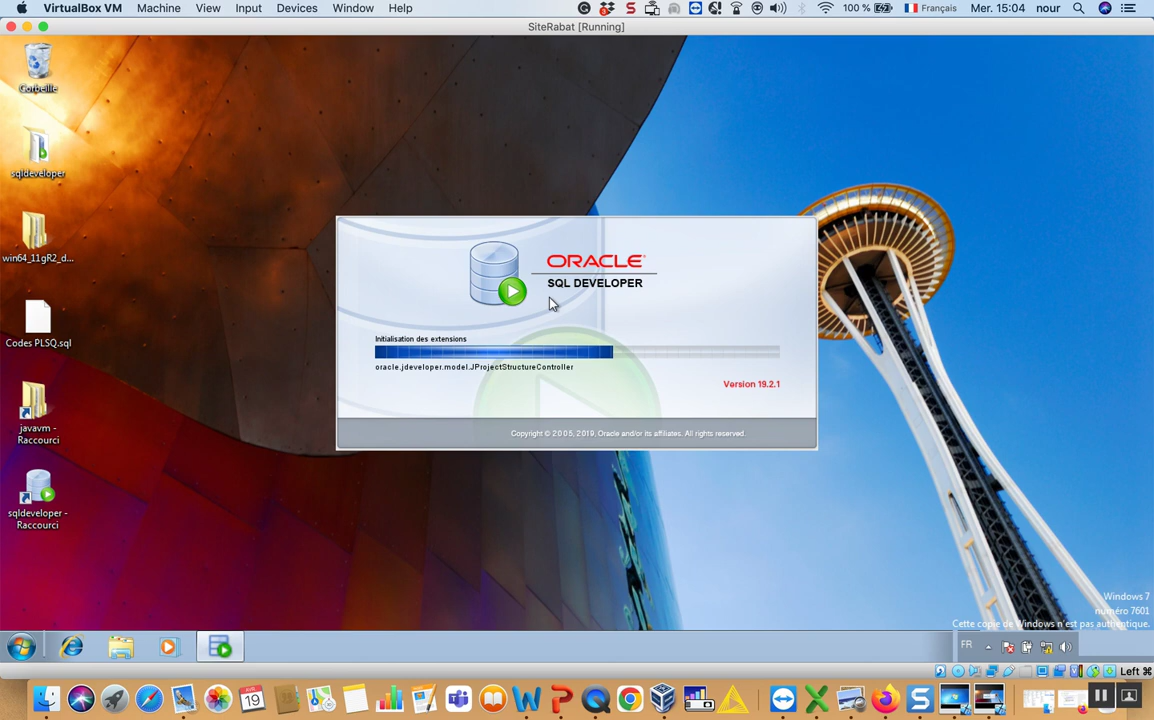 VirtualBox VM Machine View Input Devices Window Help
100 % Français Mer. 15:04 nour
SiteRabat [Running]
Corbeille
sqldeveloper
win64_11gR2_d...
Codes PLSQ.sql
javavm -
Raccourci
sqldeveloper -
Raccourci
ORACLE
SQL DEVELOPER
Initialisation des extensions
oracle.jdeveloper.model.JProjectStructureController
Version 19.2.1
Copyright © 2005, 2019, Oracle and/or its affiliates. All rights reserved.
Windows 7
numéro 7601
Cette copie de Windows n'est pas authentique.
FR
Left ⌘
19